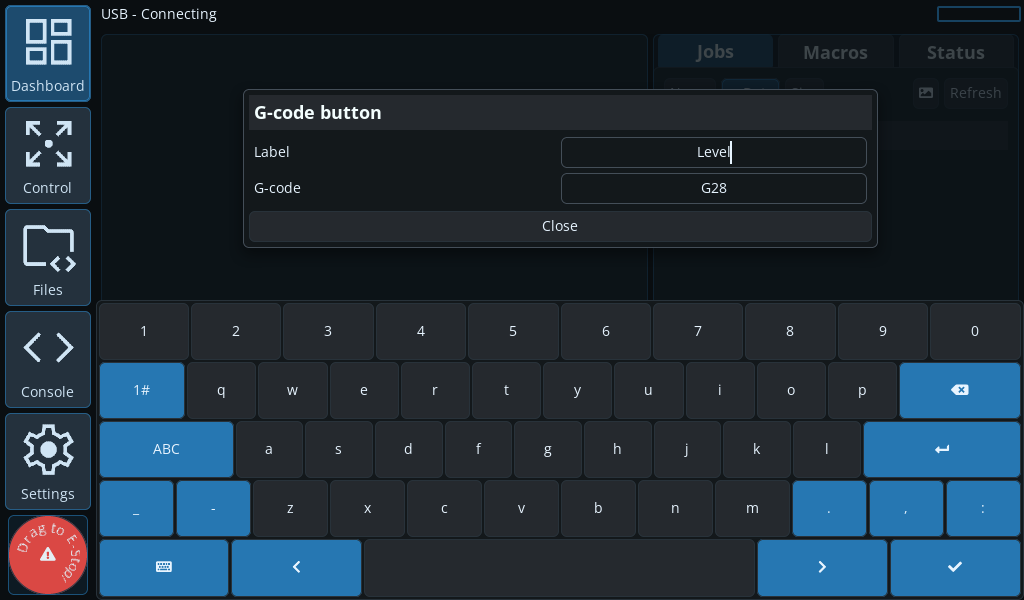 USB - Connecting
Dashboard
Control
Files
Console
Settings
Drag to E-Stop!
Jobs
Macros
Status
Refresh
G-code button
Label
Level
G-code
G28
Close
1 2 3 4 5 6 7 8 9 0
1# q w e r t y u i o p
ABC a s d f g h j k l
_ - z x c v b n m . , :